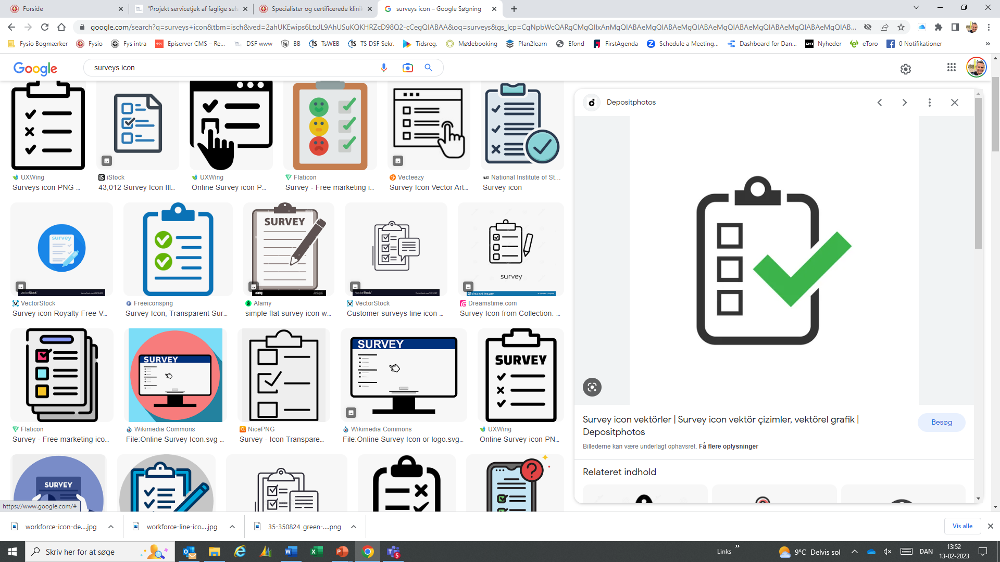 Forside
"Projekt servicetjek af faglige sels
Specialister og certificerede klinik
surveys icon – Google Søgning
google.com/search?q=surveys+icon&tbm=isch&ved=2ahUKEwips6LtxJL9AhUSuKQKHRZcD98Q2-cCegQIABAA&oq=surveys&gs_lcp=CgNpbWcQARgCMgQIIxAnMgQIABAeMgQIABAeMgQIABAeMgQIABAeMgQIABAeMgQIABAeMgQIAB...
Fysio Bogmærker
Fysio
Fys intra
Episerver CMS – Re...
DSF www
BB
TsWEB
TS DSF Sekr.
Tidsreg.
Mødebooking
Plan2learn
Efond
FirstAgenda
Schedule a Meeting...
Dashboard for Dan...
Nyheder
eToro
0 Notifikationer
»
Google
surveys icon
UXWing
Surveys icon PNG ...
iStock
43,012 Survey Icon Ill...
UXWing
Online Survey icon P...
Flaticon
Survey - Free marketing i...
Vecteezy
Survey Icon Vector Art...
National Institute of St...
Survey icon
survey
SURVEY
survey
VectorStock
Survey icon Royalty Free V...
Freeiconspng
Survey Icon, Transparent Sur...
Alamy
simple flat survey icon w...
VectorStock
Customer surveys line icon ...
Dreamstime.com
Survey Icon from Collection. ...
SURVEY
SURVEY
SURVEY
Flaticon
Survey - Free marketing ico...
Wikimedia Commons
File:Online Survey Icon.svg ...
NicePNG
Survey - Icon Transpare...
Wikimedia Commons
File:Online Survey Icon or logo.svg...
UXWing
Online Survey icon PN...
SURVEY
https://www.google.com/#
Depositphotos
Survey icon vektörler | Survey icon vektör çizimler, vektörel grafik |
Depositphotos
Besøg
Billederne kan være underlagt ophavsret. Få flere oplysninger
Relateret indhold
workforce-icon-de....jpg
workforce-line-ico....jpg
35-350824_green-....png
Vis alle
Skriv her for at søge
Links
»
9°C Delvis sol
DAN
13:52
13-02-2023